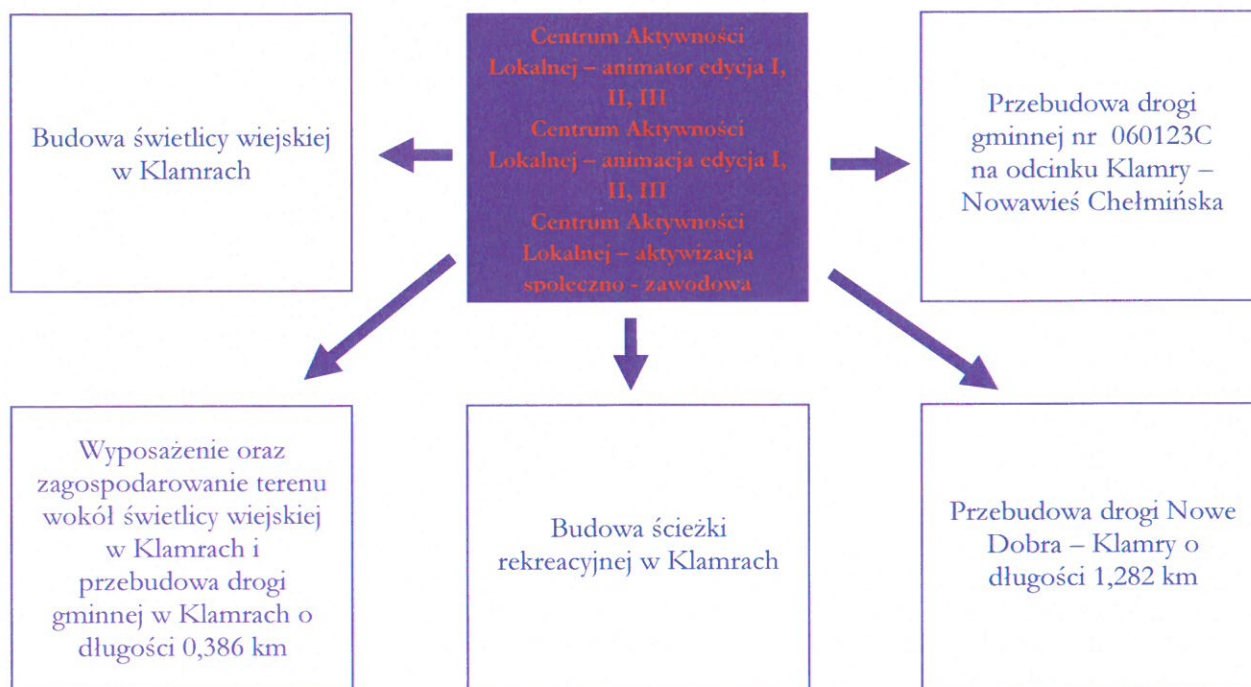 Budowa świetlicy wiejskiej
w Klamrach
Centrum Aktywności
Lokalnej – animator edycja I,
II, III
Centrum Aktywności
Lokalnej – animacja edycja I,
II, III
Centrum Aktywności
Lokalnej – aktywizacja
społeczno - zawodowa
Przebudowa drogi
gminnej nr 060123C
na odcinku Klamry –
Nowawieś Chełmińska
Wyposażenie oraz
zagospodarowanie terenu
wokół świetlicy wiejskiej
w Klamrach i
przebudowa drogi
gminnej w Klamrach o
długości 0,386 km
Budowa ścieżki
rekreacyjnej w Klamrach
Przebudowa drogi Nowe
Dobra – Klamry o
długości 1,282 km